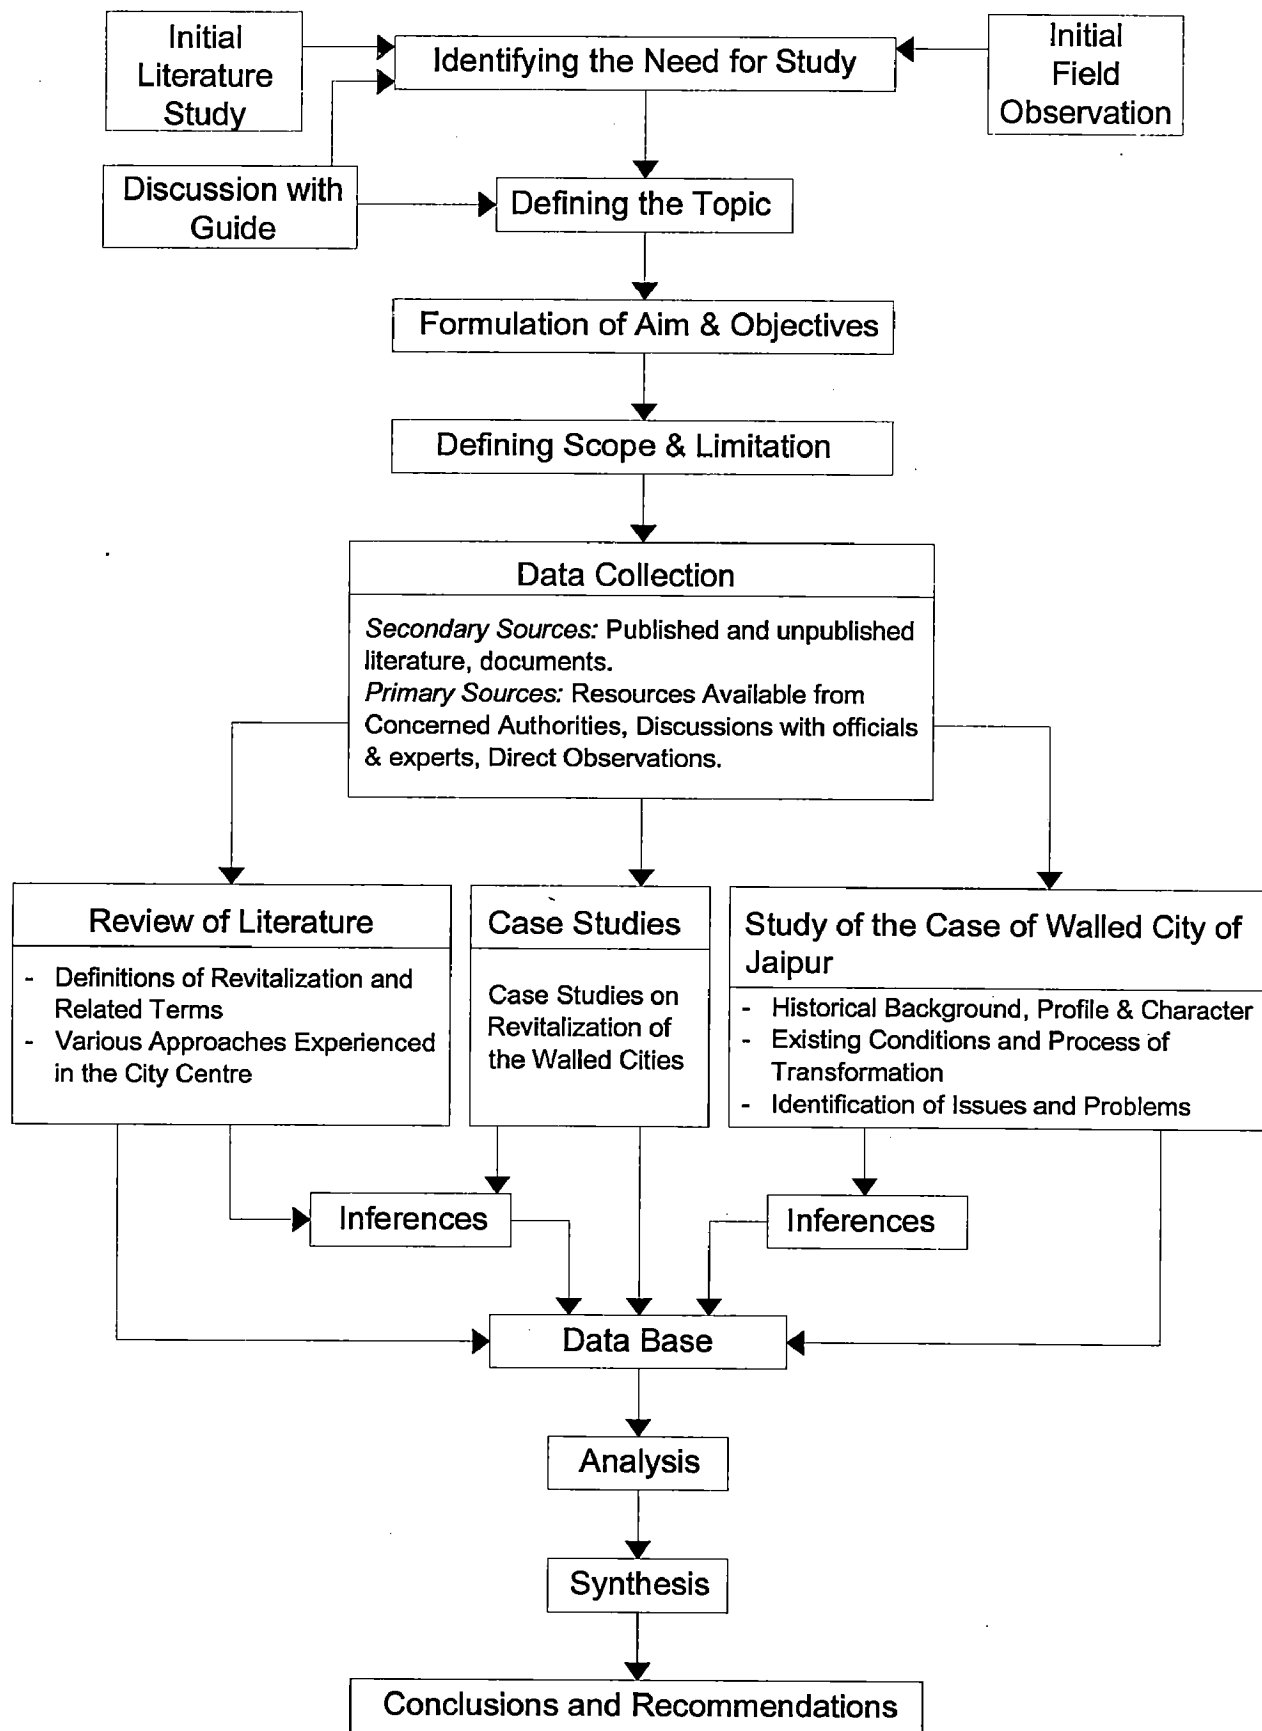 Initial
Literature
Study
Identifying the Need for Study
Initial
Field
Observation
Discussion with
Guide
Defining the Topic
Formulation of Aim & Objectives
Defining Scope & Limitation
Data Collection
Secondary Sources: Published and unpublished
literature, documents.
Primary Sources: Resources Available from
Concerned Authorities, Discussions with officials
& experts, Direct Observations.
Review of Literature
- Definitions of Revitalization and
Related Terms
- Various Approaches Experienced
in the City Centre
Case Studies
Case Studies on
Revitalization of
the Walled Cities
Study of the Case of Walled City of
Jaipur
- Historical Background, Profile & Character
- Existing Conditions and Process of
Transformation
- Identification of Issues and Problems
Inferences
Inferences
Data Base
Analysis
Synthesis
Conclusions and Recommendations